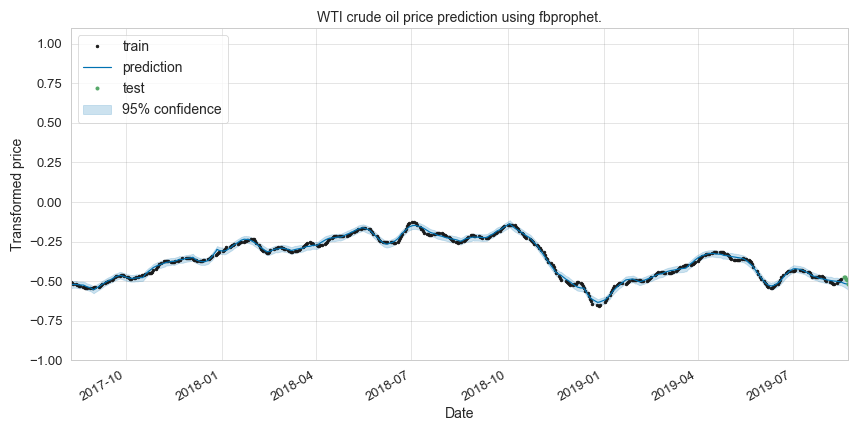 WTI crude oil price prediction using fbprophet.
train
prediction
test
95% confidence
Transformed price
1.00
0.75
0.50
0.25
0.00
−0.25
−0.50
−0.75
−1.00
2017-10
2018-01
2018-04
2018-07
2018-10
2019-01
2019-04
2019-07
Date